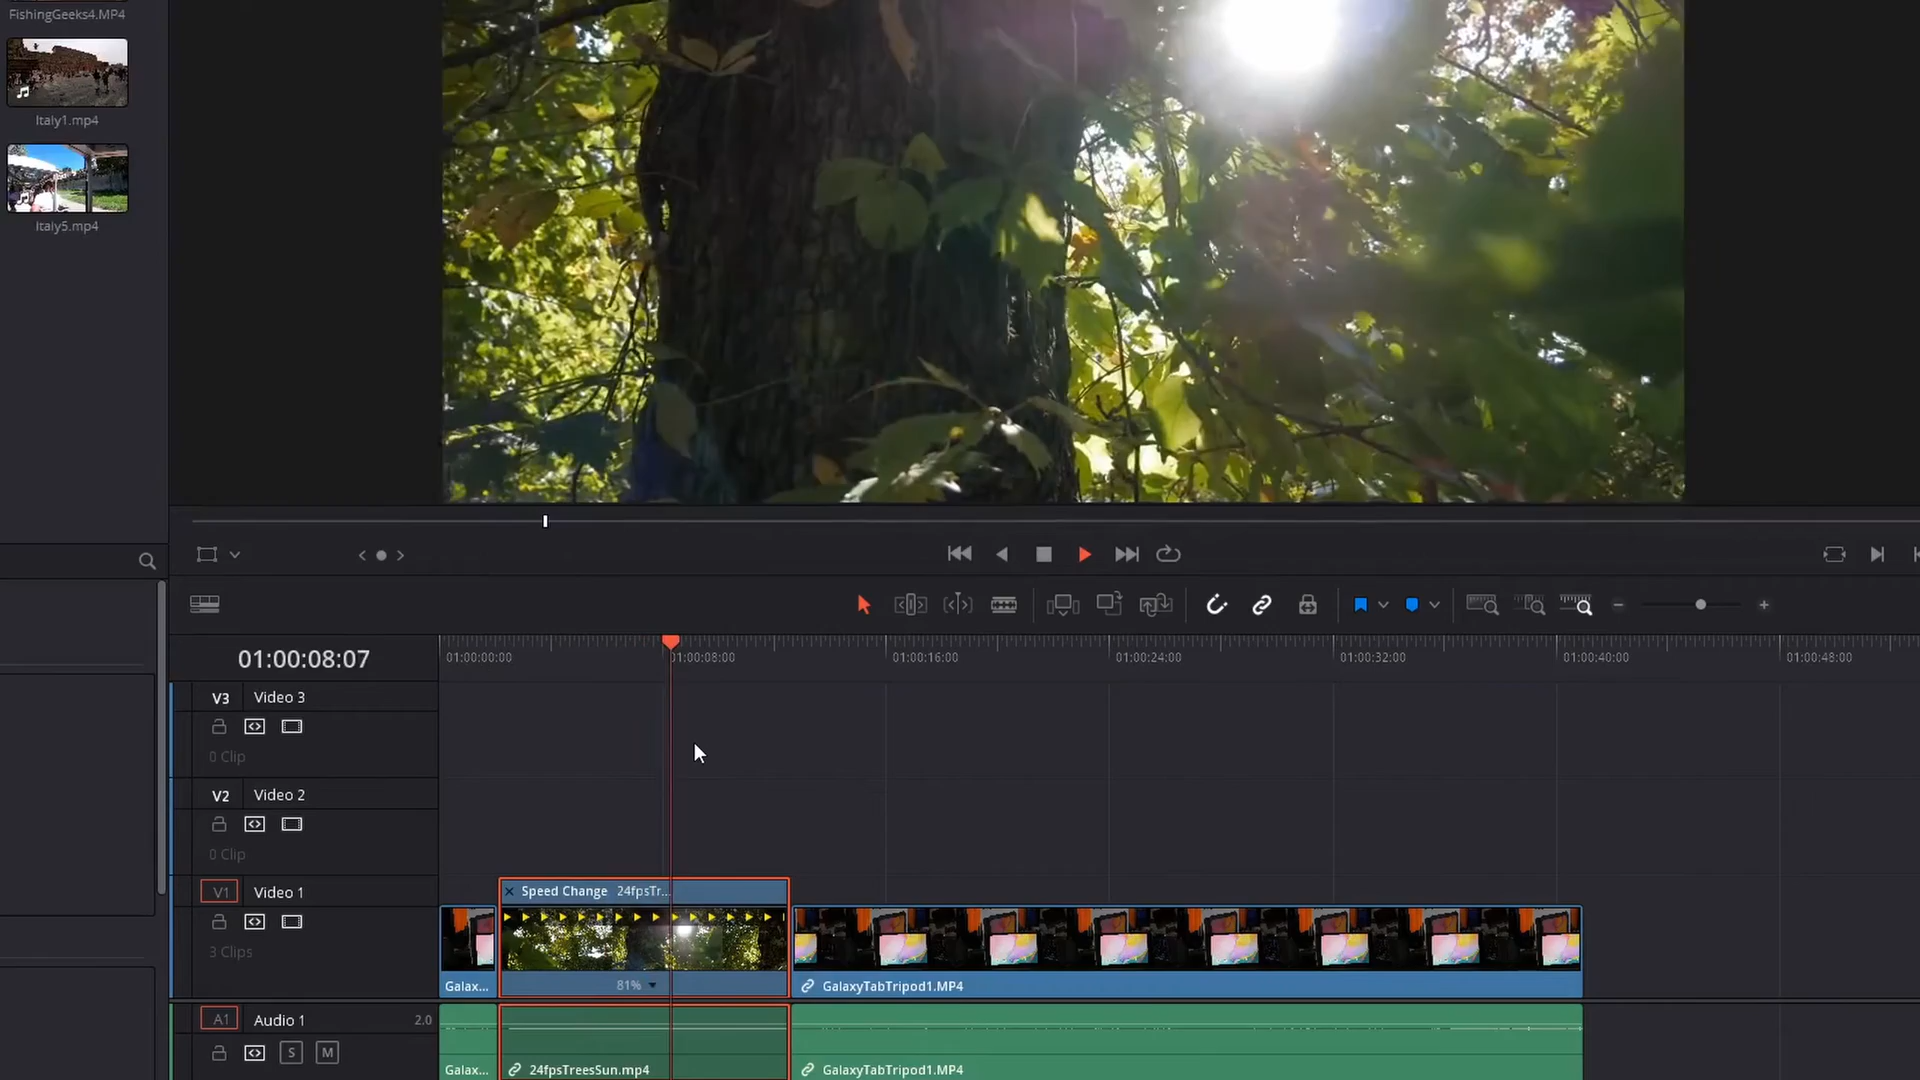 FishingGeeks4.MP4
Italy1.mp4
Italy5.mp4
01:00:08:07
01:00:00:00
01:00:08:00
01:00:16:00
01:00:24:00
01:00:32:00
01:00:40:00
01:00:48:00
V3 Video 3
0 Clip
V2 Video 2
0 Clip
V1 Video 1
3 Clips
Speed Change 24fpsTr...
81%
Galax...
GalaxyTabTripod1.MP4
A1 Audio 1 2.0
S M
Galax...
24fpsTreesSun.mp4
GalaxyTabTripod1.MP4